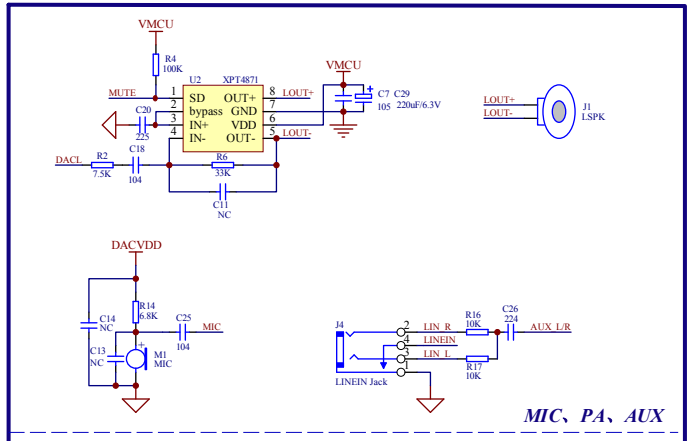 VMCU
R4
100K
U2 XPT4871
MUTE 1 SD OUT+ 8 LOUT+
2 bypass GND 7
3 IN+ VDD 6
4 IN- OUT- 5 LOUT-
C20
225
VMCU
C7 C29
105 220uF/6.3V
+
LOUT+
LOUT-
J1
LSPK
DACL R2
7.5K
C18
104
R6
33K
C11
NC
DACVDD
C14
NC
R14
6.8K
C25
104
MIC
C13
NC
+
M1
MIC
J4
LINEIN Jack
2 LIN_R
4 LINEIN
3 LIN_L
1
R16
10K
R17
10K
C26
224
AUX_L/R
MIC、PA、AUX